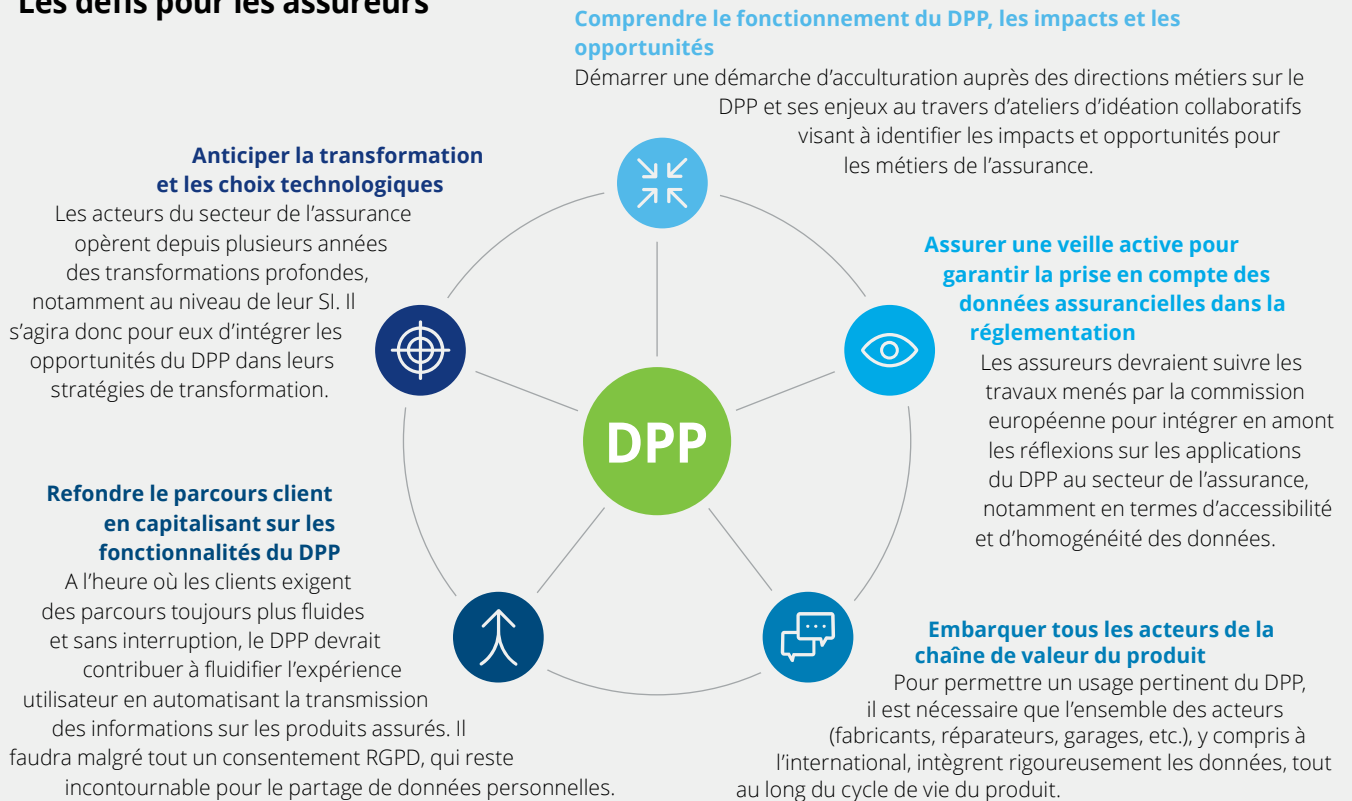 Les défis pour les assureurs
Comprendre le fonctionnement du DPP, les impacts et les
opportunités
Démarrer une démarche d'acculturation auprès des directions métiers sur le
DPP et ses enjeux au travers d'ateliers d'idéation collaboratifs
visant à identifier les impacts et opportunités pour
les métiers de l'assurance.
Assurer une veille active pour
garantir la prise en compte des
données assurancielles dans la
réglementation
Les assureurs devraient suivre les
travaux menés par la commission
européenne pour intégrer en amont
les réflexions sur les applications
du DPP au secteur de l'assurance,
notamment en termes d'accessibilité
et d'homogénéité des données.
Embarquer tous les acteurs de la
chaîne de valeur du produit
Pour permettre un usage pertinent du DPP,
il est nécessaire que l'ensemble des acteurs
(fabricants, réparateurs, garages, etc.), y compris à
l'international, intègrent rigoureusement les données, tout
au long du cycle de vie du produit.
Refondre le parcours client
en capitalisant sur les
fonctionnalités du DPP
A l'heure où les clients exigent
des parcours toujours plus fluides
et sans interruption, le DPP devrait
contribuer à fluidifier l'expérience
utilisateur en automatisant la transmission
des informations sur les produits assurés. Il
faudra malgré tout un consentement RGPD, qui reste
incontournable pour le partage de données personnelles.
Anticiper la transformation
et les choix technologiques
Les acteurs du secteur de l'assurance
opèrent depuis plusieurs années
des transformations profondes,
notamment au niveau de leur SI. Il
s'agira donc pour eux d'intégrer les
opportunités du DPP dans leurs
stratégies de transformation.
DPP